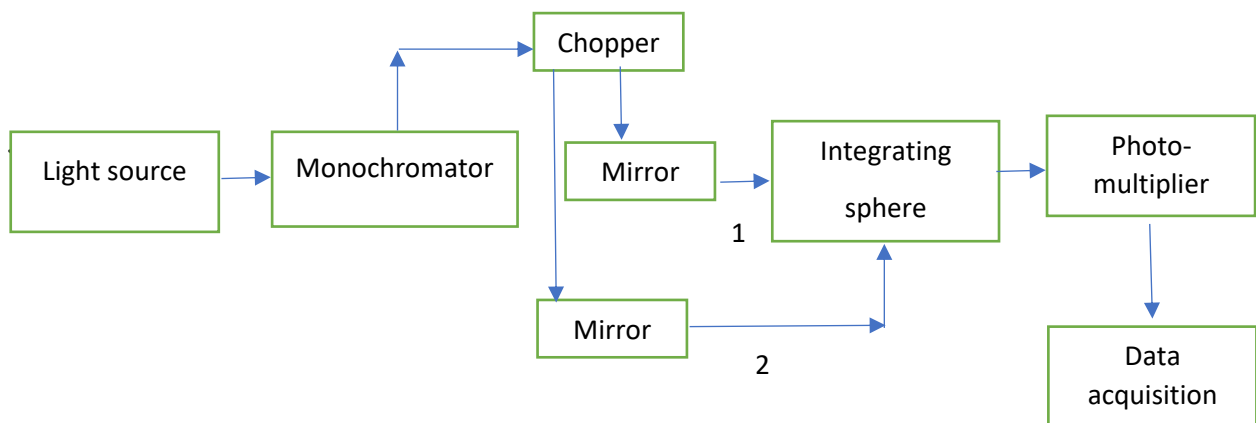 Chopper
Light source
Monochromator
Mirror
Integrating
sphere
Photo-
multiplier
1
Mirror
2
Data
acquisition